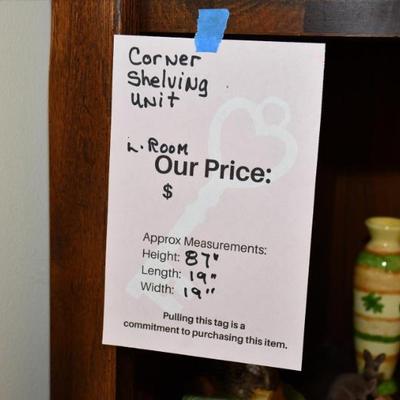 Corner
Shelving
unit
L. Room
Our Price:
$
Approx Measurements:
Height: 87"
Length: 19"
Width: 19"
Pulling this tag is a
commitment to purchasing this item.